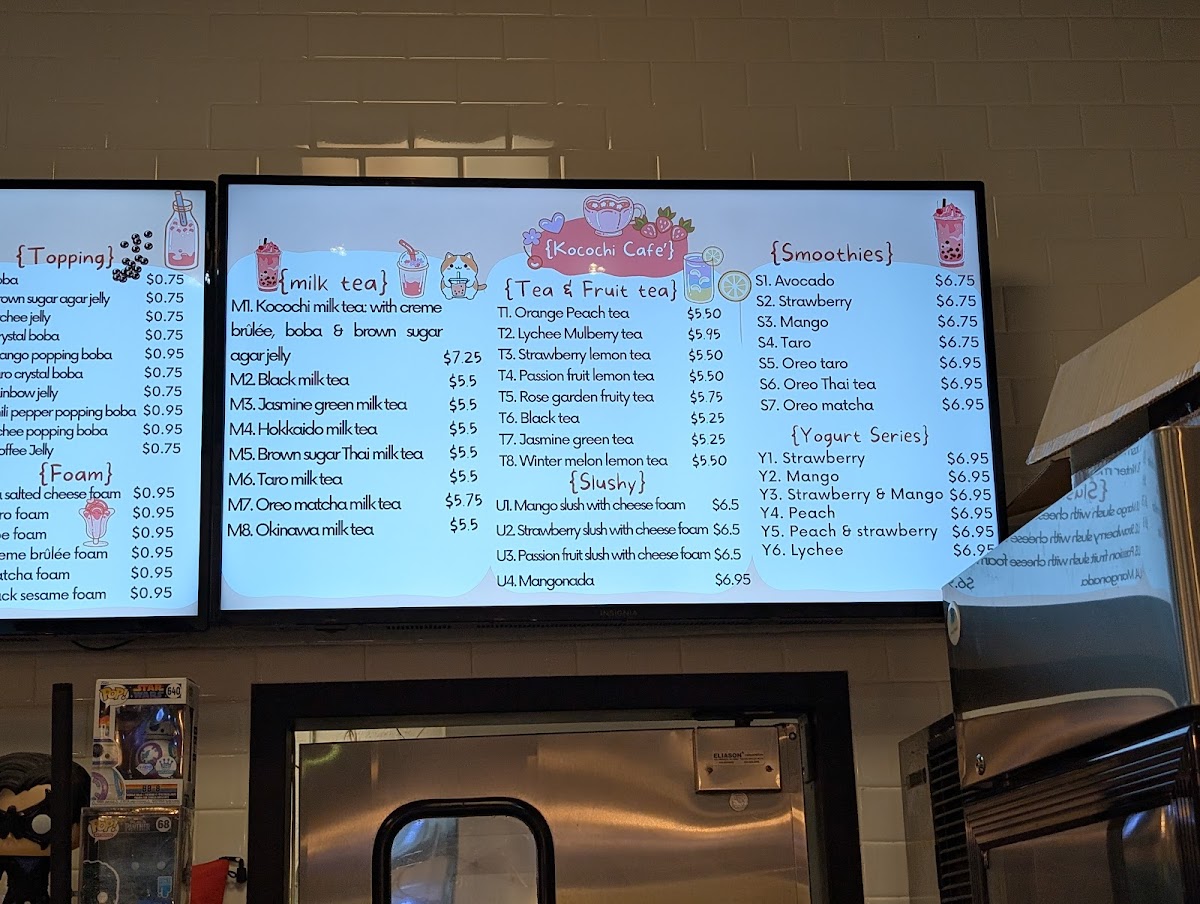 {Topping}
$0.75
agar jelly $0.75
jelly $0.75
boba $0.75
popping boba $0.95
crystal boba $0.75
jelly $0.75
pepper popping boba $0.95
popping boba $0.95
Jelly $0.75
{Foam}
salted cheese foam $0.95
foam $0.95
foam $0.95
brûlée foam $0.95
foam $0.95
sesame foam $0.95
{milk tea}
M1. Kocochi milk tea: with creme
brûlée, boba & brown sugar
agar jelly $7.25
M2. Black milk tea $5.5
M3. Jasmine green milk tea $5.5
M4. Hokkaido milk tea $5.5
M5. Brown sugar Thai milk tea $5.5
M6. Taro milk tea $5.5
M7. Oreo matcha milk tea $5.75
M8. Okinawa milk tea $5.5
{Kocochi Cafe'}
{Tea & Fruit tea}
T1. Orange Peach tea $5.50
T2. Lychee Mulberry tea $5.95
T3. Strawberry lemon tea $5.50
T4. Passion fruit lemon tea $5.50
T5. Rose garden fruity tea $5.75
T6. Black tea $5.25
T7. Jasmine green tea $5.25
T8. Winter melon lemon tea $5.50
{Slushy}
U1. Mango slush with cheese foam $6.5
U2. Strawberry slush with cheese foam $6.5
U3. Passion fruit slush with cheese foam $6.5
U4. Mangonada $6.95
{Smoothies}
S1. Avocado $6.75
S2. Strawberry $6.75
S3. Mango $6.75
S4. Taro $6.75
S5. Oreo taro $6.95
S6. Oreo Thai tea $6.95
S7. Oreo matcha $6.95
{Yogurt Series}
Y1. Strawberry $6.95
Y2. Mango $6.95
Y3. Strawberry & Mango $6.95
Y4. Peach $6.95
Y5. Peach & strawberry $6.95
Y6. Lychee $6.95
INSIGNIA
POP! STAR WARS 640
BB-8
POP! 68
ELIASON